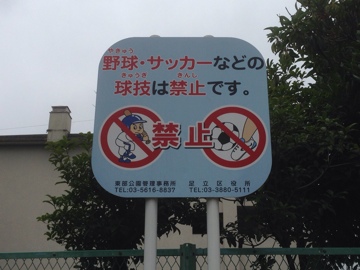 野球・サッカーなどの
球技は禁止です。
禁止
東部公園管理事務所 足立区役所
TEL:03-5616-8837 TEL:03-3880-5111